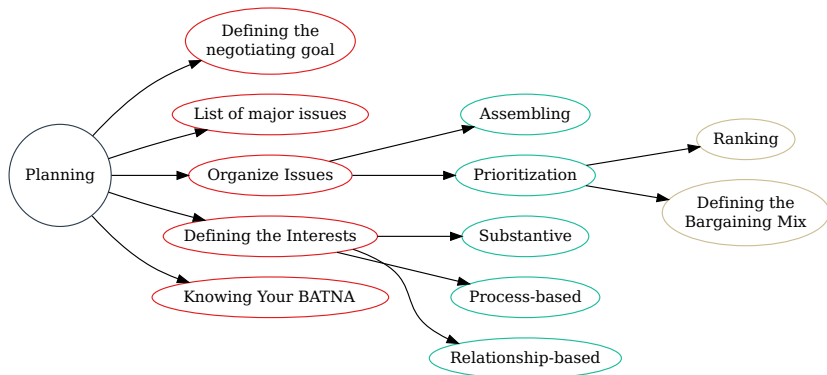 Defining the
negotiating goal
List of major issues
Assembling
Ranking
Planning
Organize Issues
Prioritization
Defining the
Bargaining Mix
Defining the Interests
Substantive
Knowing Your BATNA
Process-based
Relationship-based